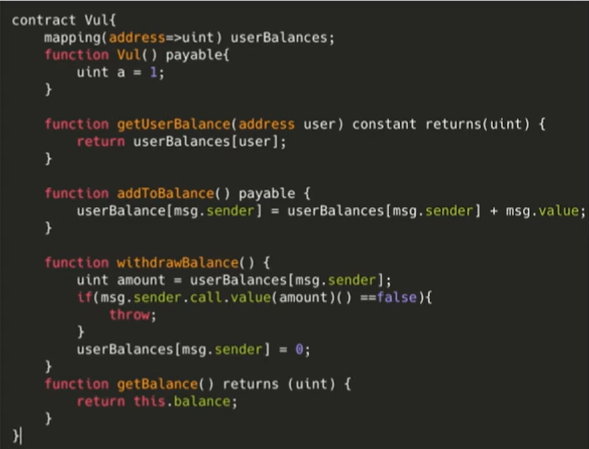 contract Vul{
    mapping(address=>uint) userBalances;
    function Vul() payable{
        uint a = 1;
    }

    function getUserBalance(address user) constant returns(uint) {
        return userBalances[user];
    }

    function addToBalance() payable {
        userBalance[msg.sender] = userBalances[msg.sender] + msg.value;
    }

    function withdrawBalance() {
        uint amount = userBalances[msg.sender];
        if(msg.sender.call.value(amount)() ==false){
            throw;
        }
        userBalances[msg.sender] = 0;
    }
    function getBalance() returns (uint) {
        return this.balance;
    }
}